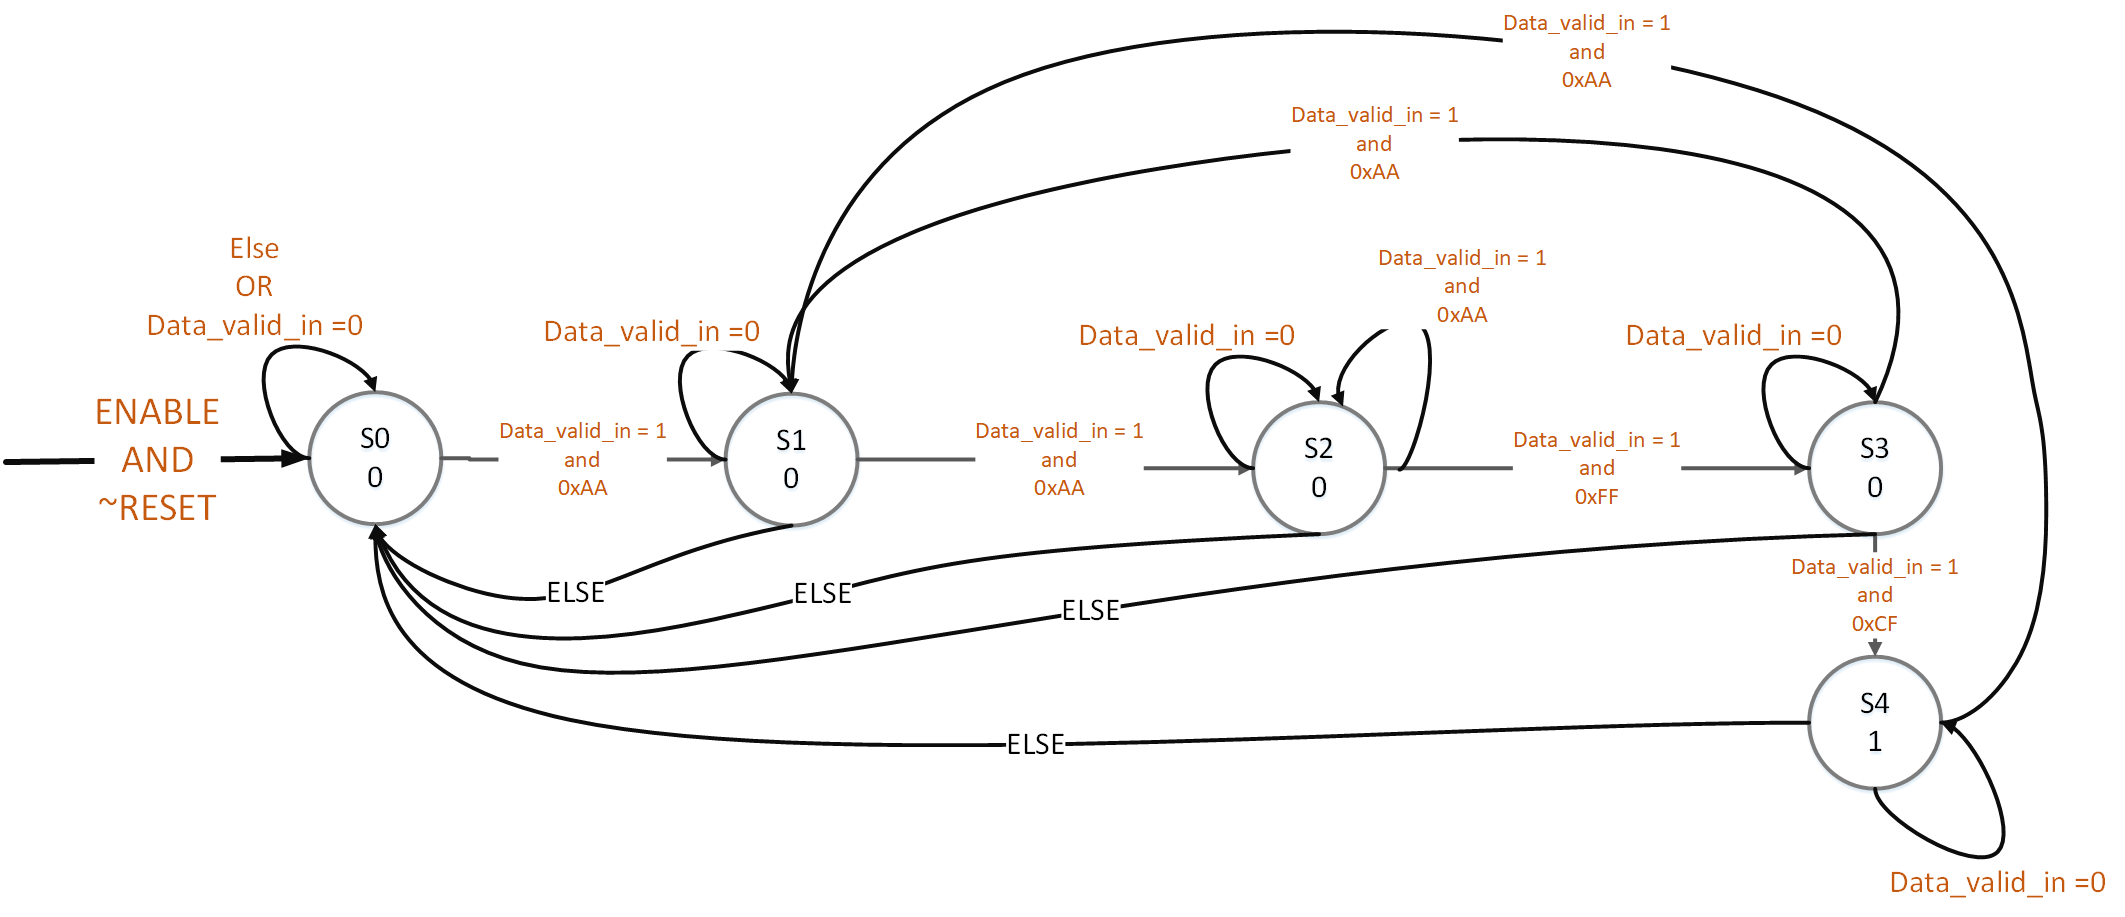 Data_valid_in = 1
and
0xAA
Data_valid_in = 1
and
0xAA
Else
OR
Data_valid_in =0
Data_valid_in =0
Data_valid_in =0
Data_valid_in = 1
and
0xAA
Data_valid_in =0
ENABLE
AND
~RESET
S0
0
Data_valid_in = 1
and
0xAA
S1
0
Data_valid_in = 1
and
0xAA
S2
0
Data_valid_in = 1
and
0xFF
S3
0
ELSE
ELSE
ELSE
Data_valid_in = 1
and
0xCF
S4
1
ELSE
Data_valid_in =0